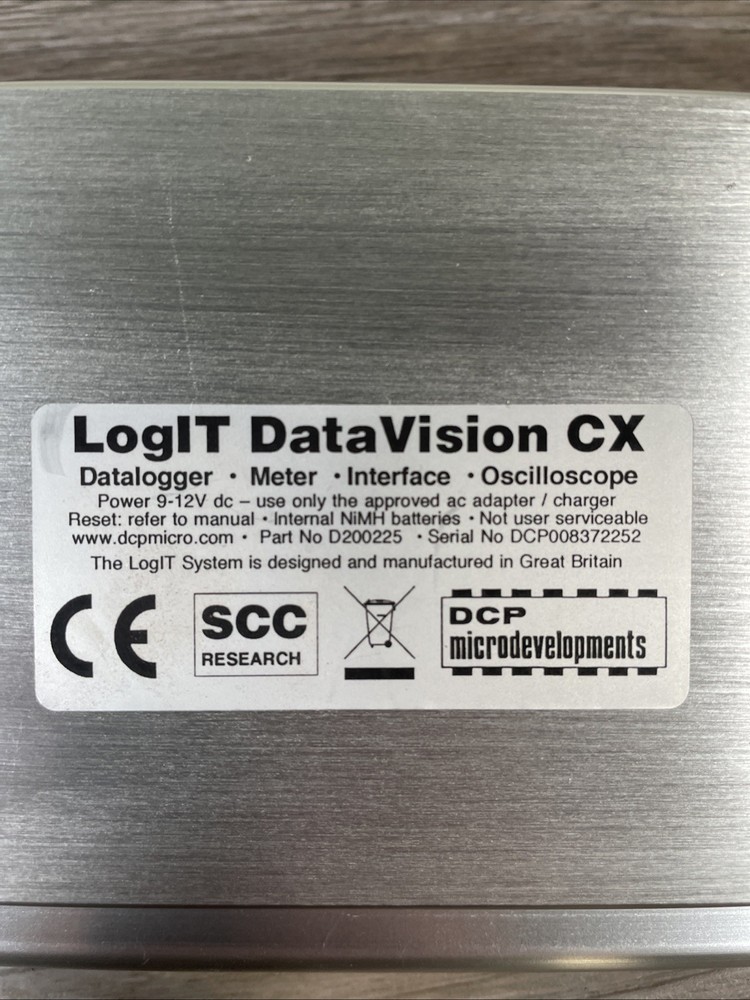 LogIT DataVision CX
Datalogger • Meter • Interface • Oscilloscope
Power 9-12V dc – use only the approved ac adapter / charger
Reset: refer to manual • Internal NiMH batteries • Not user serviceable
www.dcpmicro.com • Part No D200225 • Serial No DCP008372252
The LogIT System is designed and manufactured in Great Britain
CE
SCC
RESEARCH
DCP
microdevelopments